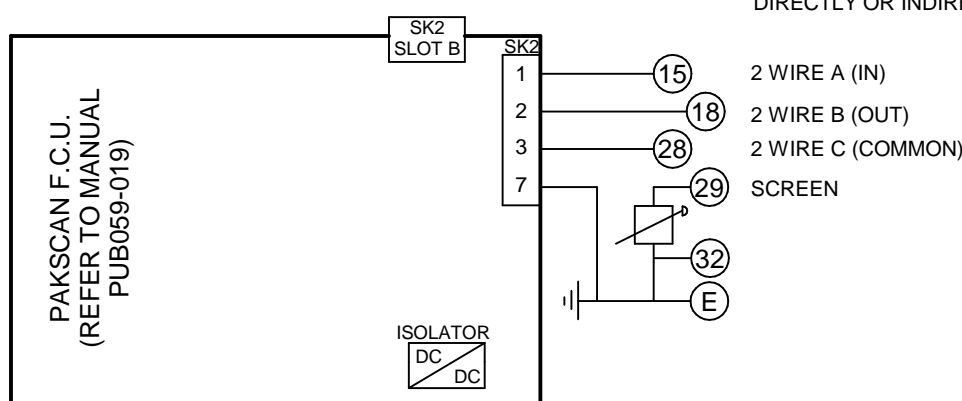 DIRECTLY OR INDIRE
SK2
SLOT B
SK2
1
15
2 WIRE A (IN)
2
18
2 WIRE B (OUT)
3
28
2 WIRE C (COMMON)
7
29
SCREEN
32
E
PAKSCAN F.C.U.
(REFER TO MANUAL
PUB059-019)
ISOLATOR
DC
DC